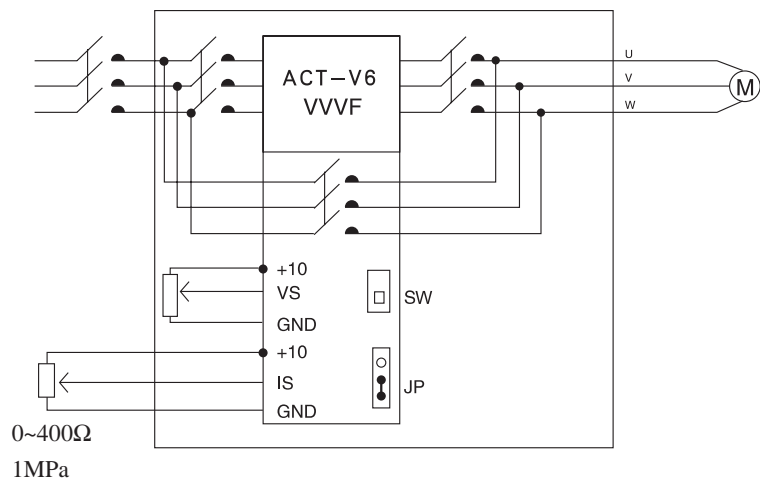 ACT-V6
VVVF
U
V
W
M
+10
VS
GND
SW
+10
IS
GND
JP
0~400Ω
1MPa